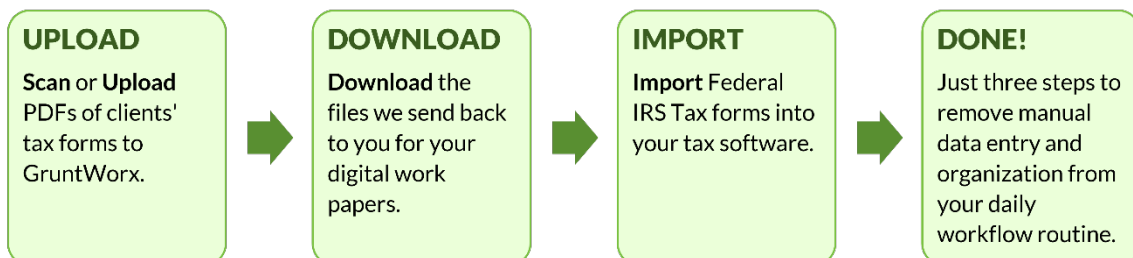 UPLOAD
Scan or Upload
PDFs of clients'
tax forms to
GruntWorx.
DOWNLOAD
Download the
files we send back
to you for your
digital work
papers.
IMPORT
Import Federal
IRS Tax forms into
your tax software.
DONE!
Just three steps to
remove manual
data entry and
organization from
your daily
workflow routine.